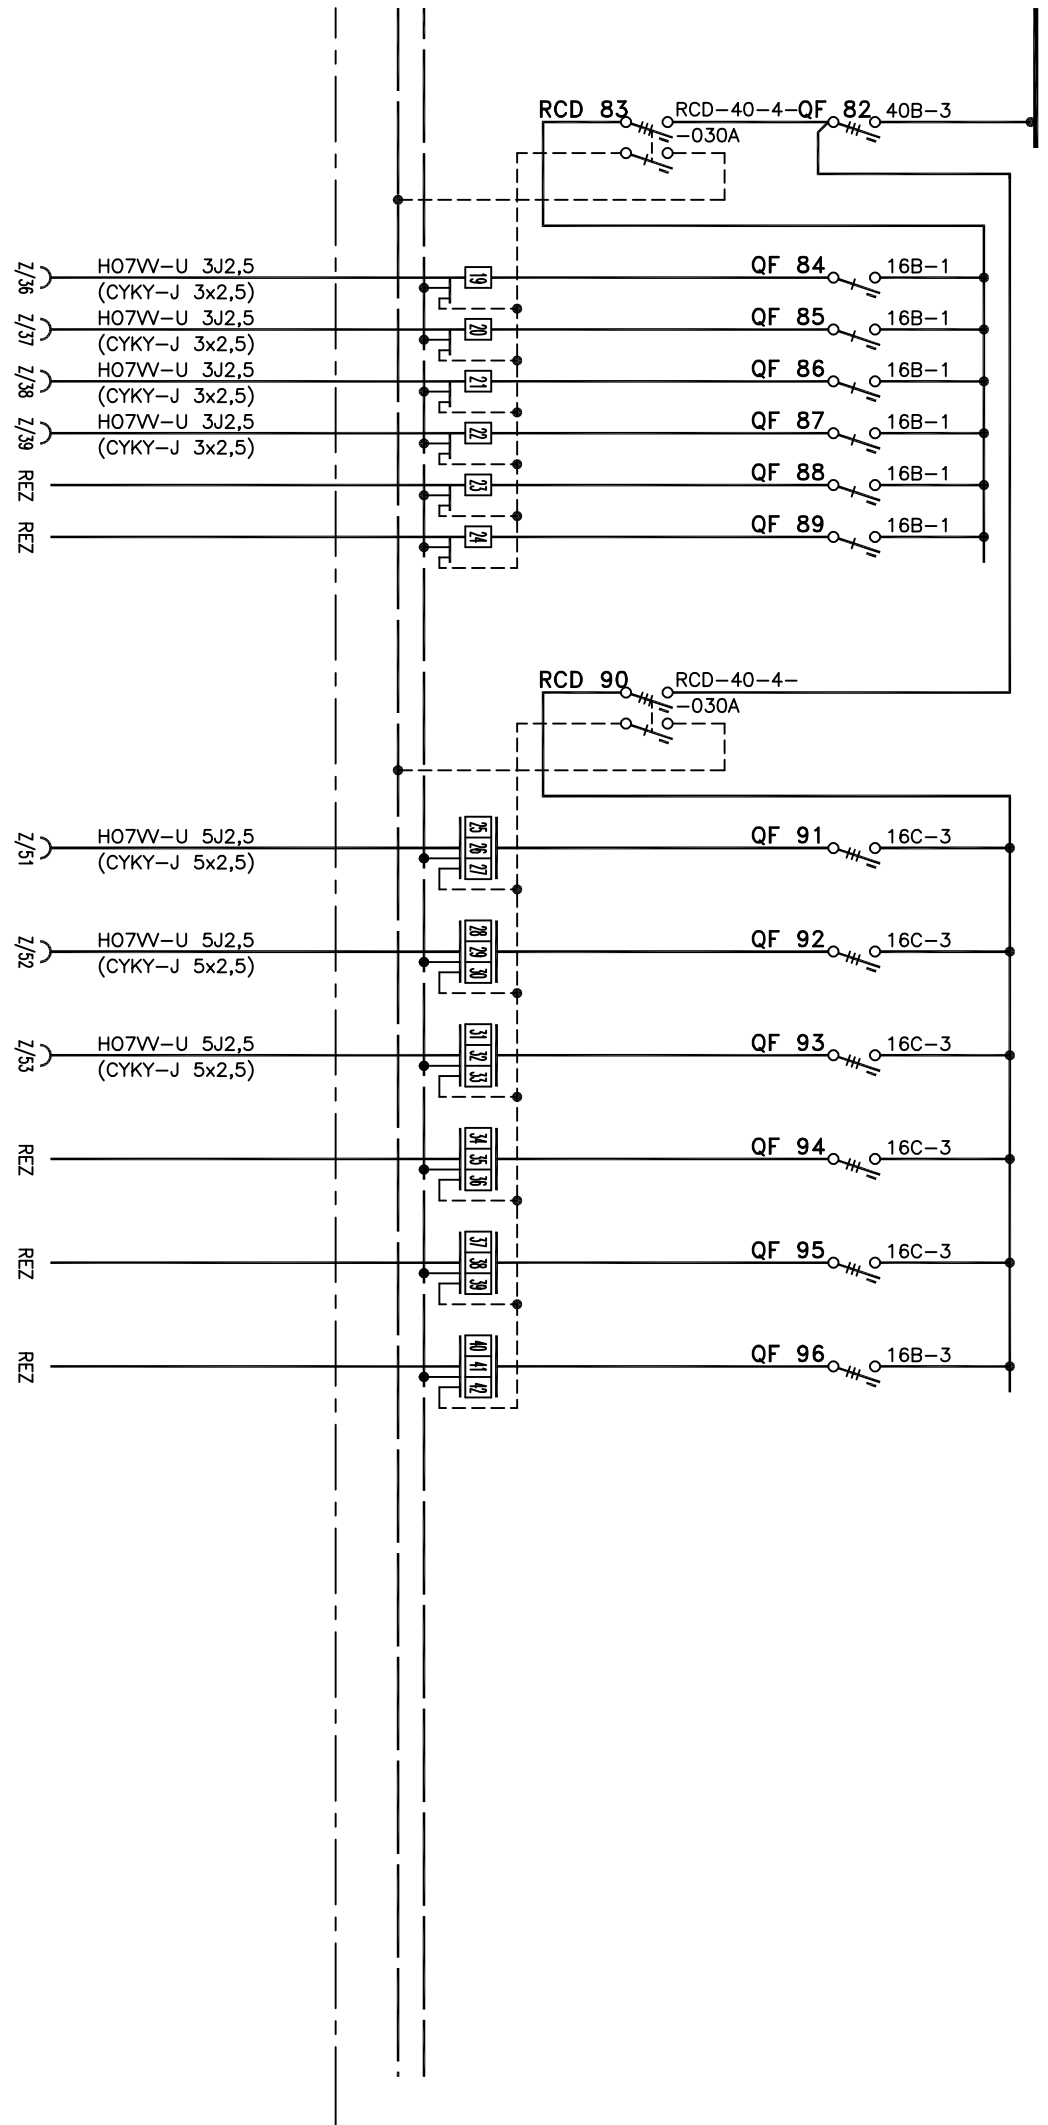 RCD 83 RCD-40-4- QF 82 40B-3
-030A
Z/36 H07VV-U 3J2,5 19 QF 84 16B-1
(CYKY-J 3x2,5)
Z/37 H07VV-U 3J2,5 20 QF 85 16B-1
(CYKY-J 3x2,5)
Z/38 H07VV-U 3J2,5 21 QF 86 16B-1
(CYKY-J 3x2,5)
Z/39 H07VV-U 3J2,5 22 QF 87 16B-1
(CYKY-J 3x2,5)
REZ 23 QF 88 16B-1
REZ 24 QF 89 16B-1
RCD 90 RCD-40-4-
-030A
25
Z/51 H07VV-U 5J2,5 26 QF 91 16C-3
(CYKY-J 5x2,5) 27
28
Z/52 H07VV-U 5J2,5 29 QF 92 16C-3
(CYKY-J 5x2,5) 30
31
Z/53 H07VV-U 5J2,5 32 QF 93 16C-3
(CYKY-J 5x2,5) 33
34
REZ 35 QF 94 16C-3
36
37
REZ 38 QF 95 16C-3
39
40
REZ 41 QF 96 16B-3
42